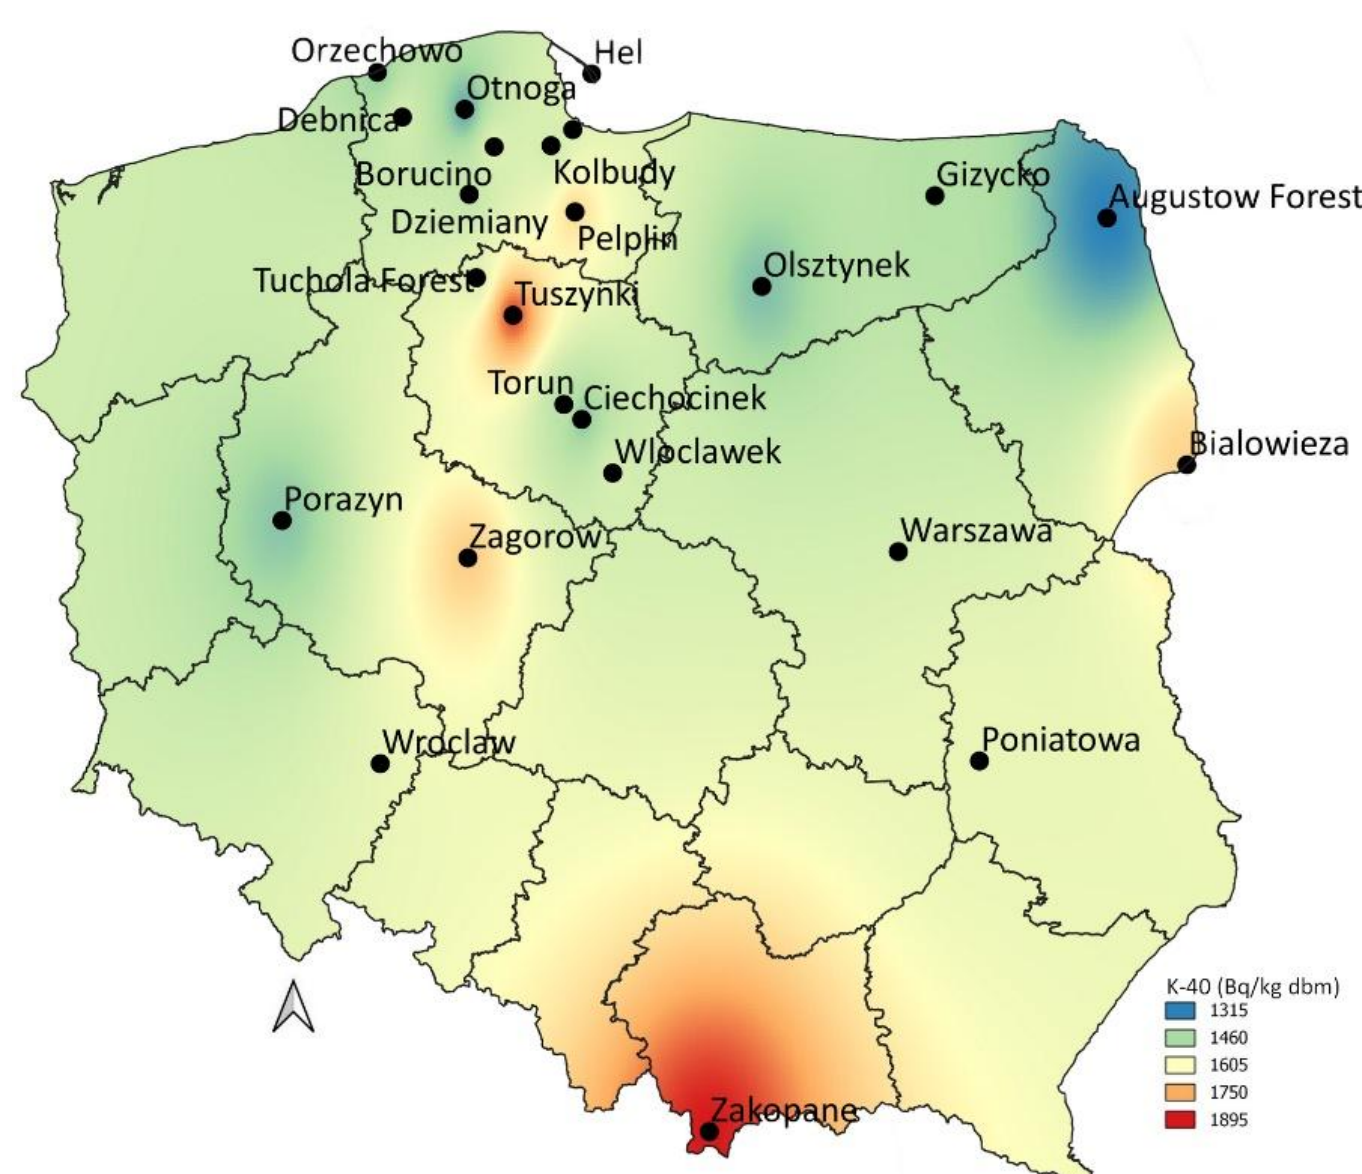 Orzechowo
Hel
Otnoga
Debnica
Borucino
Kolbudy
Gizycko
Augustow Forest
Dziemiany
Pelplin
Olsztynek
Tuchola Forest
Tuszynki
Torun
Ciechocinek
Wloclawek
Bialowieza
Porazyn
Zagorow
Warszawa
Wroclaw
Poniatowa
K-40 (Bq/kg dbm)
1315
1460
1605
1750
1895
Zakopane